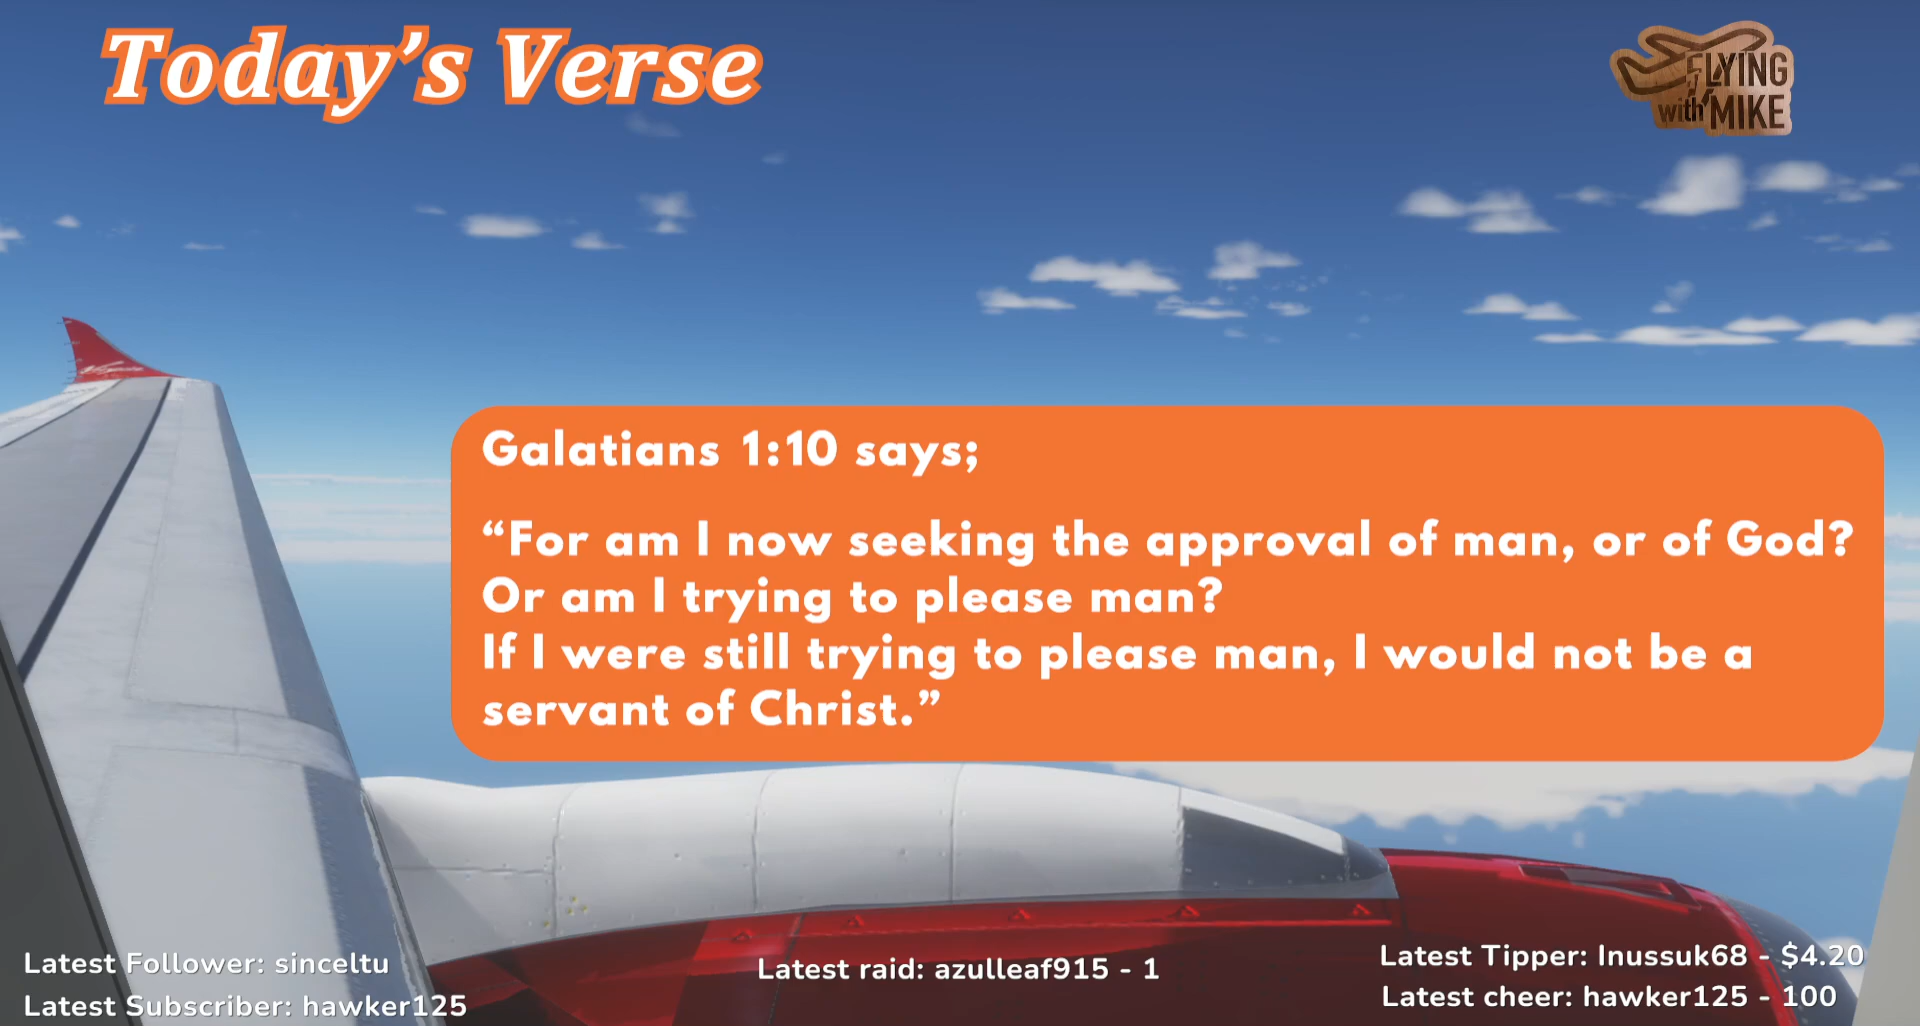 Today's Verse
FLYING
with MIKE
Galatians 1:10 says;
“For am I now seeking the approval of man, or of God?
Or am I trying to please man?
If I were still trying to please man, I would not be a
servant of Christ.”
Latest Follower: sinceltu
Latest Subscriber: hawker125
Latest raid: azulleaf915 - 1
Latest Tipper: Inussuk68 - $4.20
Latest cheer: hawker125 - 100